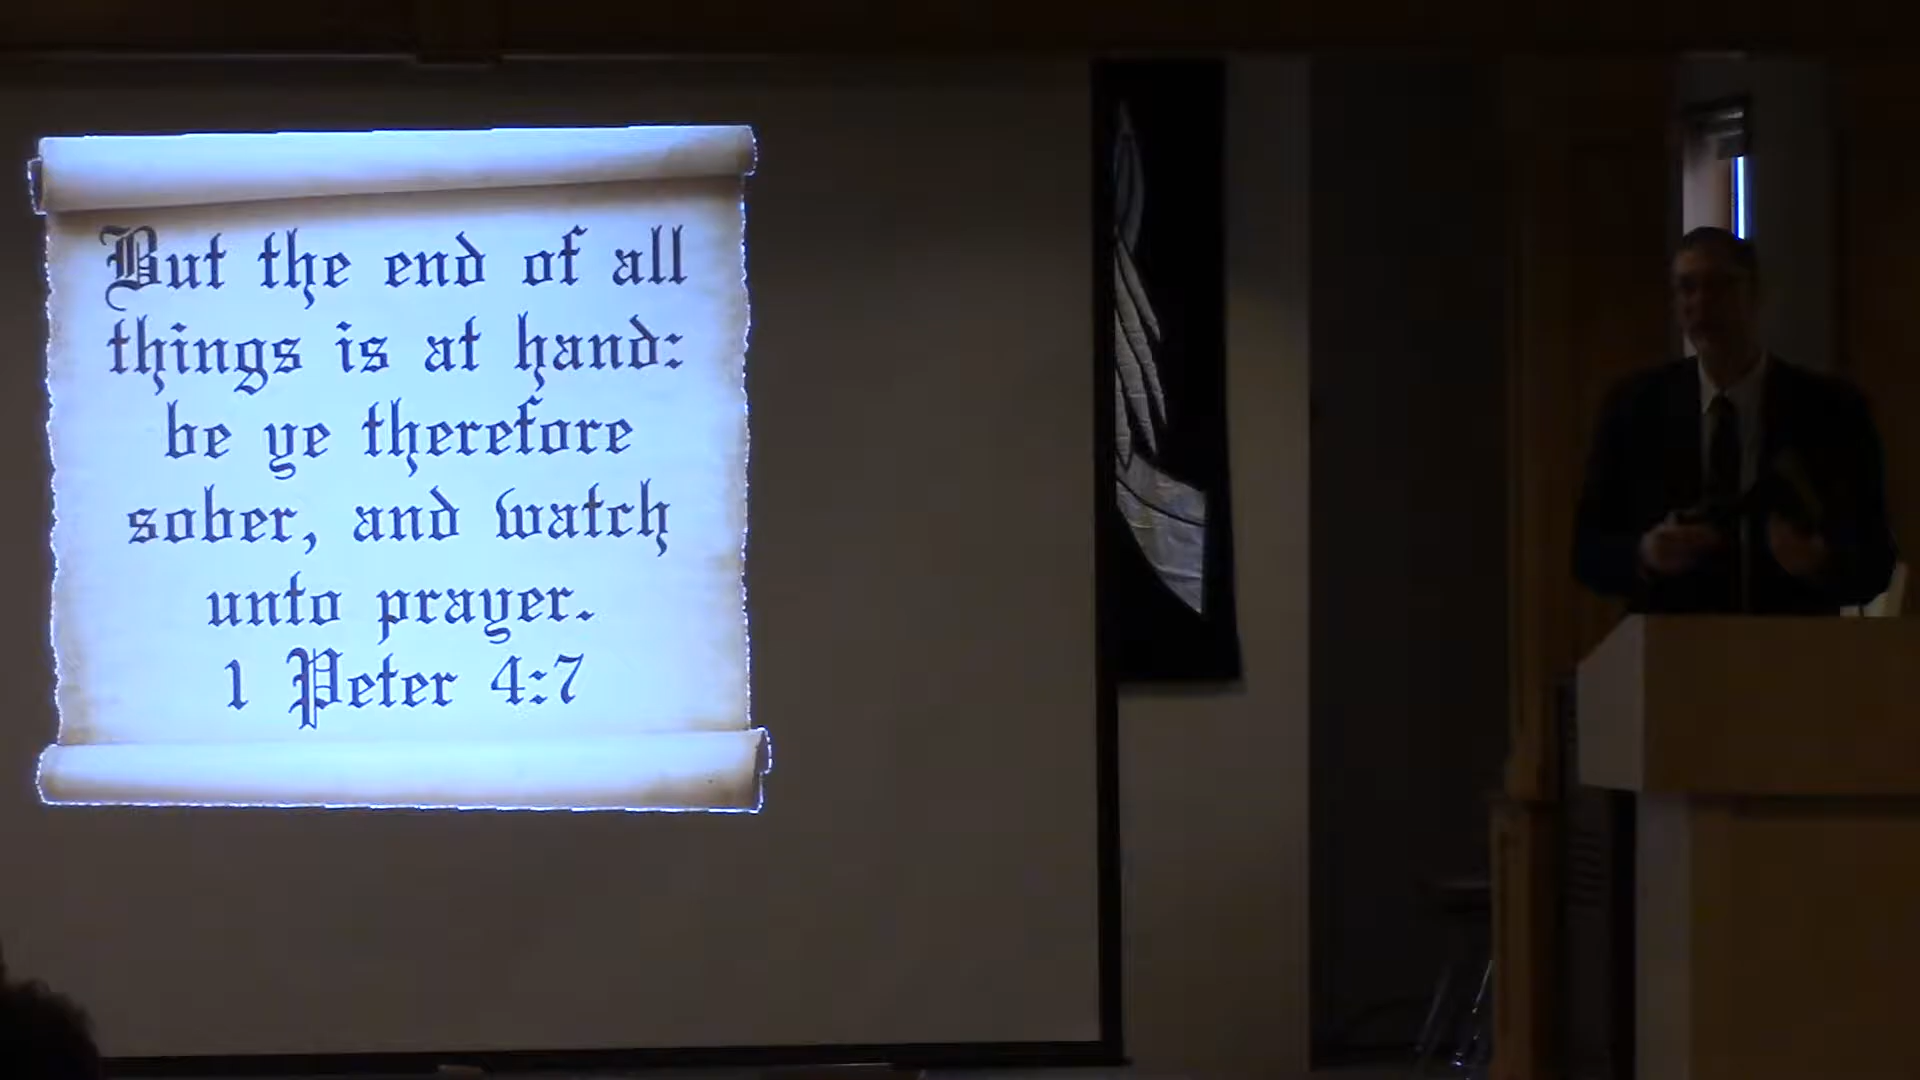 But the end of all
things is at hand:
be ye therefore
sober, and watch
unto prayer.
1 Peter 4:7